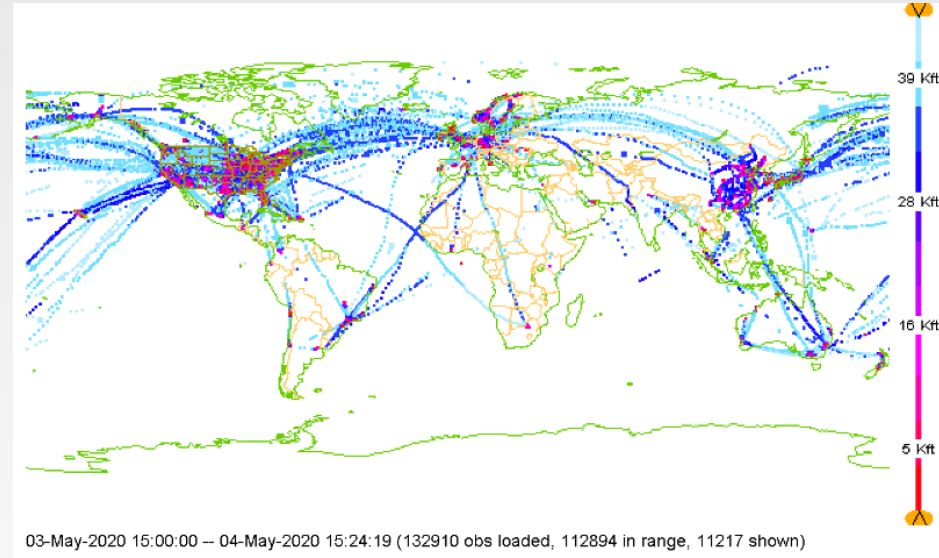 39 Kft
28 Kft
16 Kft
5 Kft
03-May-2020 15:00:00 -- 04-May-2020 15:24:19 (132910 obs loaded, 112894 in range, 11217 shown)